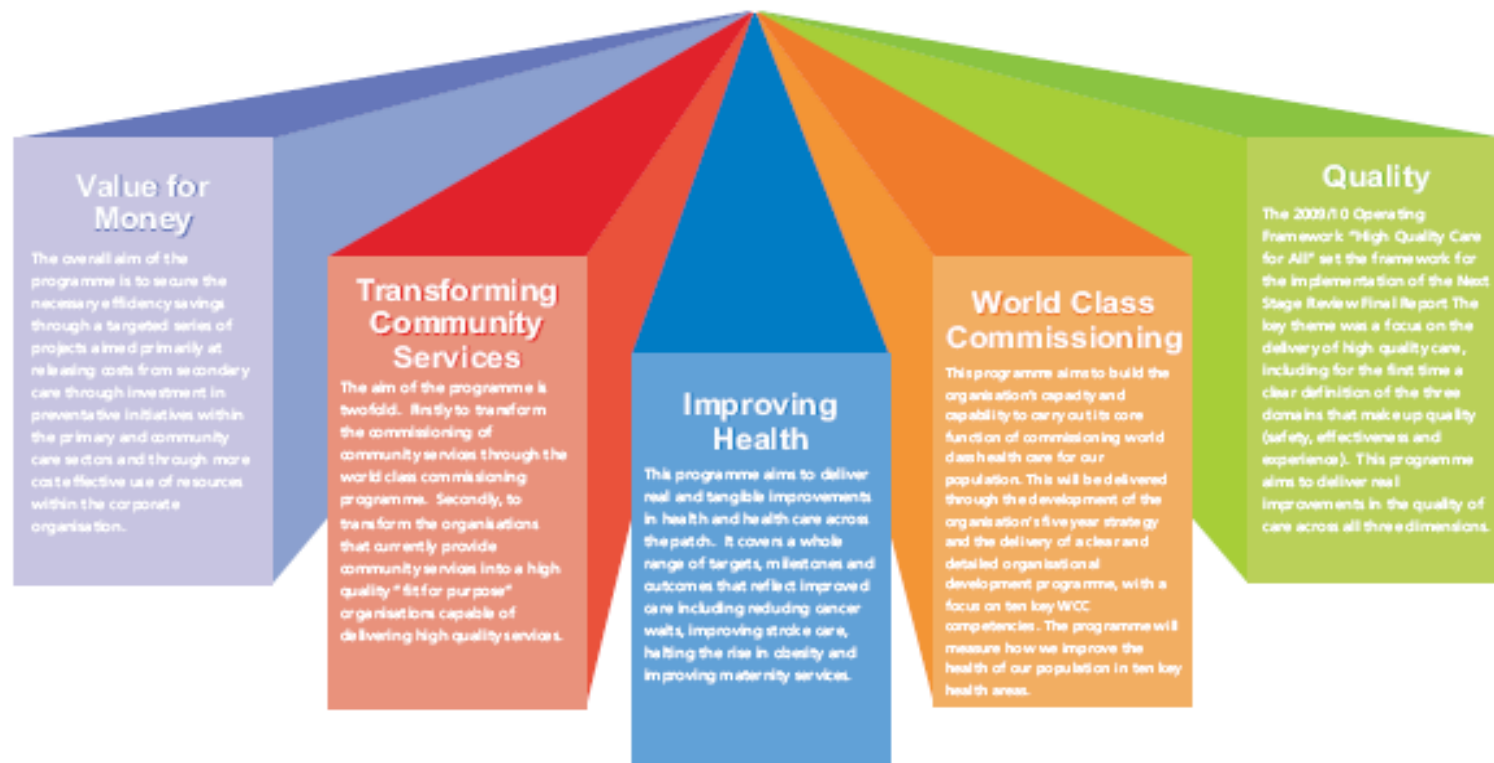 Value for
Money
The overall aim of the
programme is to secure the
necessary efficiency savings
through a targeted series of
projects aimed primarily at
releasing costs from secondary
care through investment in
preventative initiatives within
the primary and community
care sectors and through more
cost effective use of resources
within the corporate
organisation.
Transforming
Community
Services
The aim of the programme is
twofold. Firstly to transform
the commissioning of
community services through the
world class commissioning
programme. Secondly, to
transform the organisations
that currently provide
community services into a high
quality "fit for purpose"
organisations capable of
delivering high quality services.
Improving
Health
This programme aims to deliver
real and tangible improvements
in health and health care across
the patch. It covers a whole
range of targets, milestones and
outcomes that reflect improved
care including reducing cancer
waits, improving stroke care,
halting the rise in obesity and
improving maternity services.
World Class
Commissioning
This programme aims to build the
organisation's capacity and
capability to carry out its core
function of commissioning world
class health care for our
population. This will be delivered
through the development of the
organisation's five year strategy
and the delivery of a clear and
detailed organisational
development programme, with a
focus on ten key WCC
competencies. The programme will
measure how we improve the
health of our population in ten key
health areas.
Quality
The 2009/10 Operating
Framework "High Quality Care
for All" set the framework for
the implementation of the Next
Stage Review Final Report The
key theme was a focus on the
delivery of high quality care,
including for the first time a
clear definition of the three
domains that make up quality
(safety, effectiveness and
experience). This programme
aims to deliver real
improvements in the quality of
care across all three dimensions.